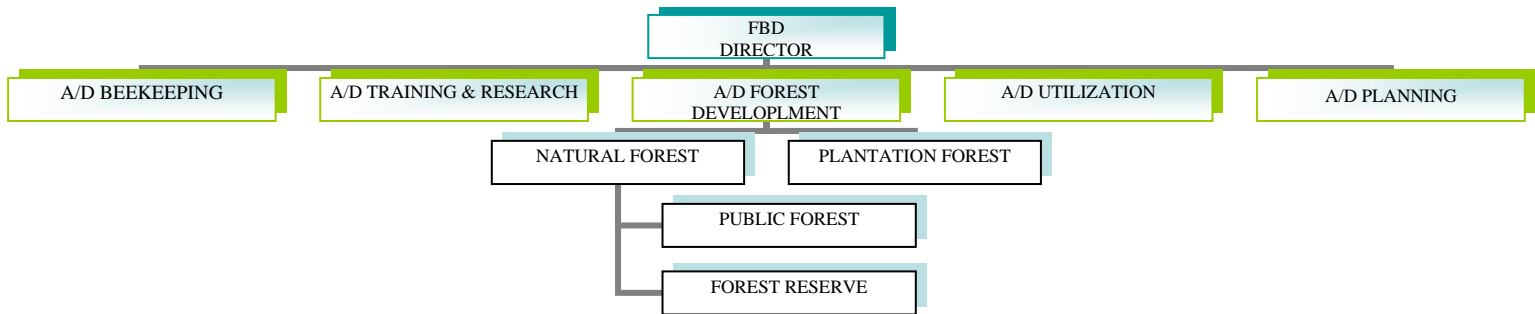 FBD
DIRECTOR
A/D BEEKEEPING
A/D TRAINING & RESEARCH
A/D FOREST
DEVELOPLMENT
A/D UTILIZATION
A/D PLANNING
NATURAL FOREST
PLANTATION FOREST
PUBLIC FOREST
FOREST RESERVE